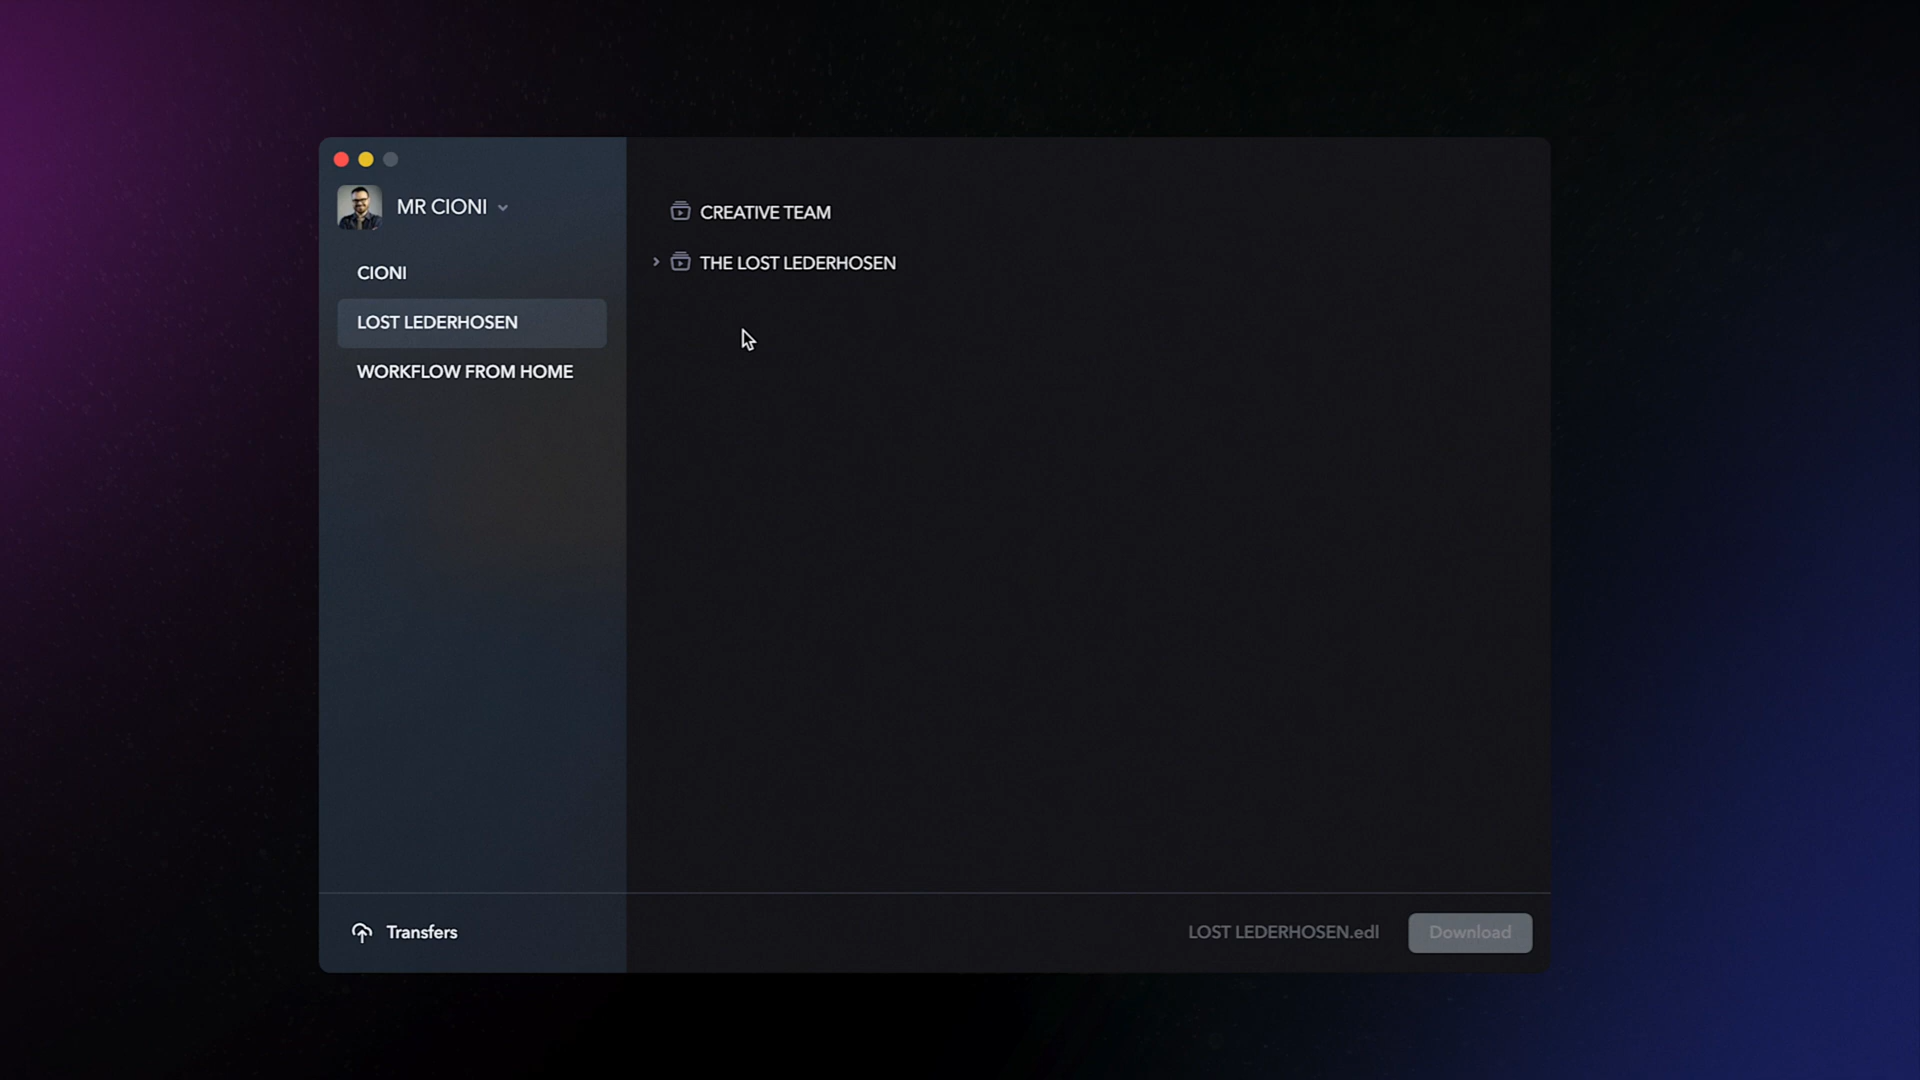 MR CIONI
CIONI
LOST LEDERHOSEN
WORKFLOW FROM HOME
Transfers
CREATIVE TEAM
THE LOST LEDERHOSEN
LOST LEDERHOSEN.edl
Download